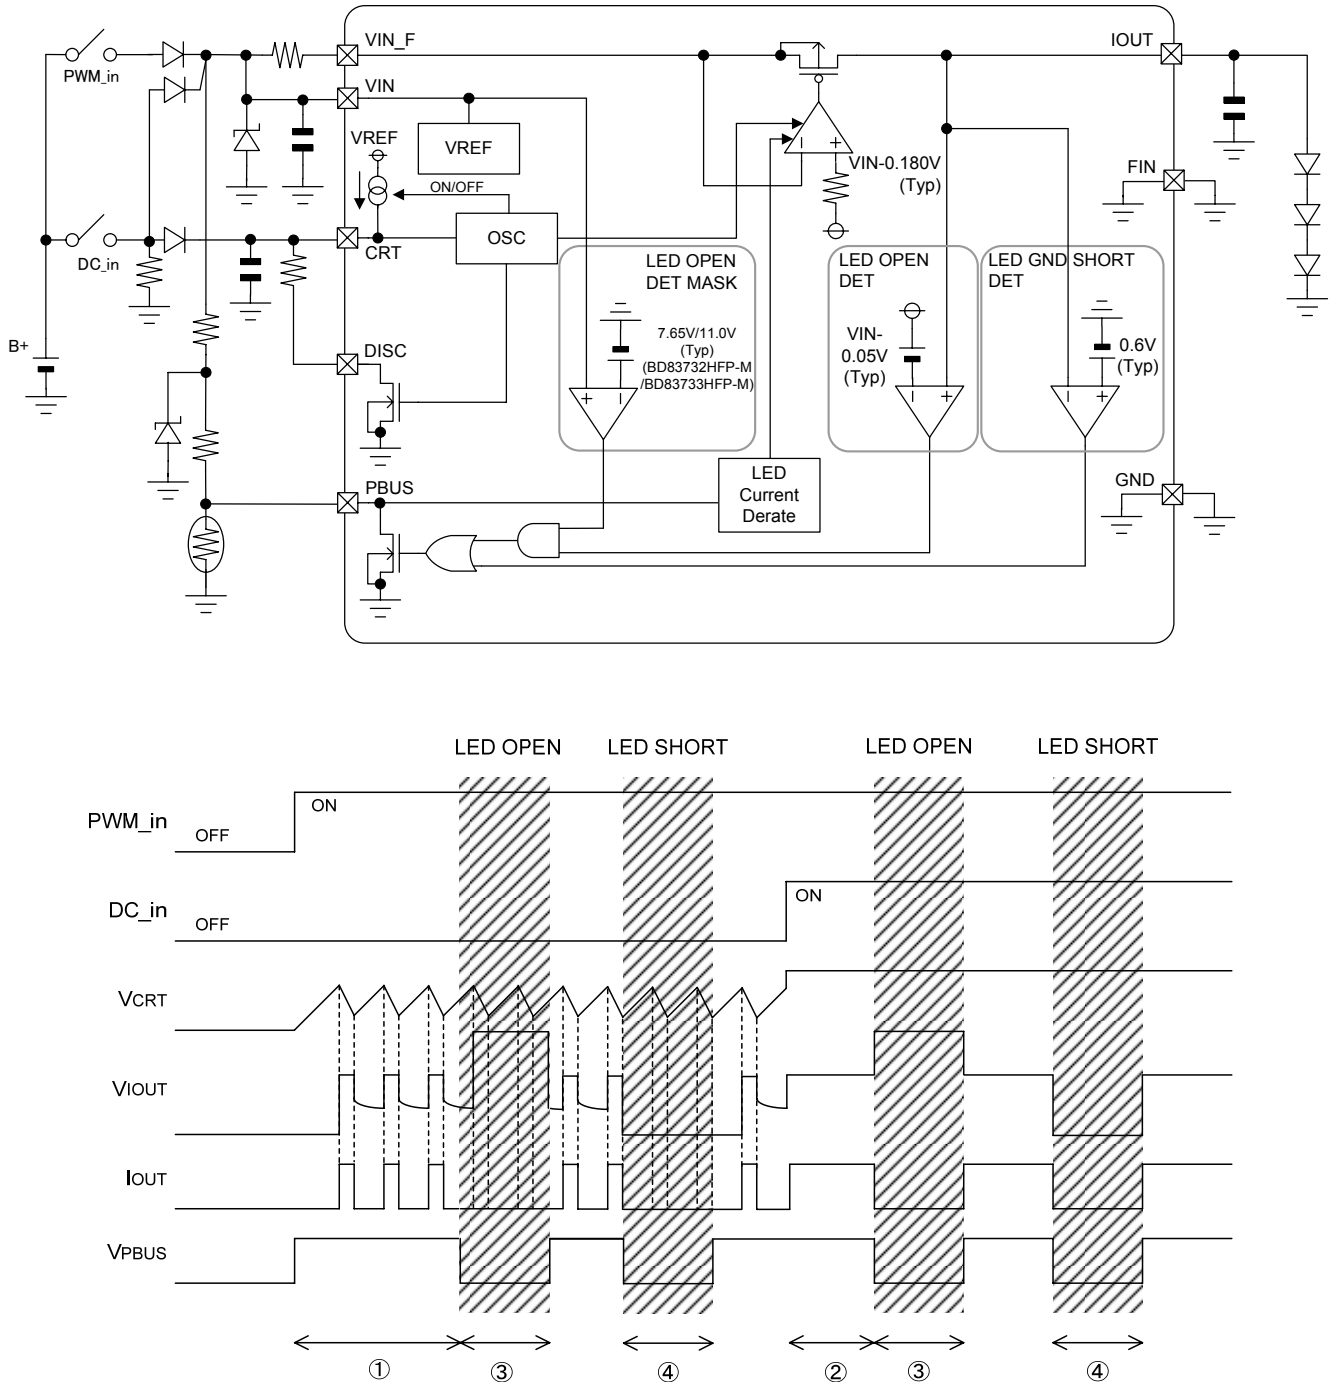 VIN_F
IOUT
PWM_in
VIN
VREF
VREF
VIN-0.180V
(Typ)
FIN
ON/OFF
OSC
CRT
DC_in
LED OPEN
DET MASK
LED OPEN
DET
LED GND SHORT
DET
7.65V/11.0V
(Typ)
(BD83732HFP-M
/BD83733HFP-M)
VIN-
0.05V
(Typ)
0.6V
(Typ)
B+
DISC
+
-
+
-
+
-
+
-
LED
Current
Derate
PBUS
GND
LED OPEN
LED SHORT
LED OPEN
LED SHORT
PWM_in
OFF
ON
DC_in
OFF
ON
VCRT
VIOUT
IOUT
VPBUS
①
③
④
②
③
④